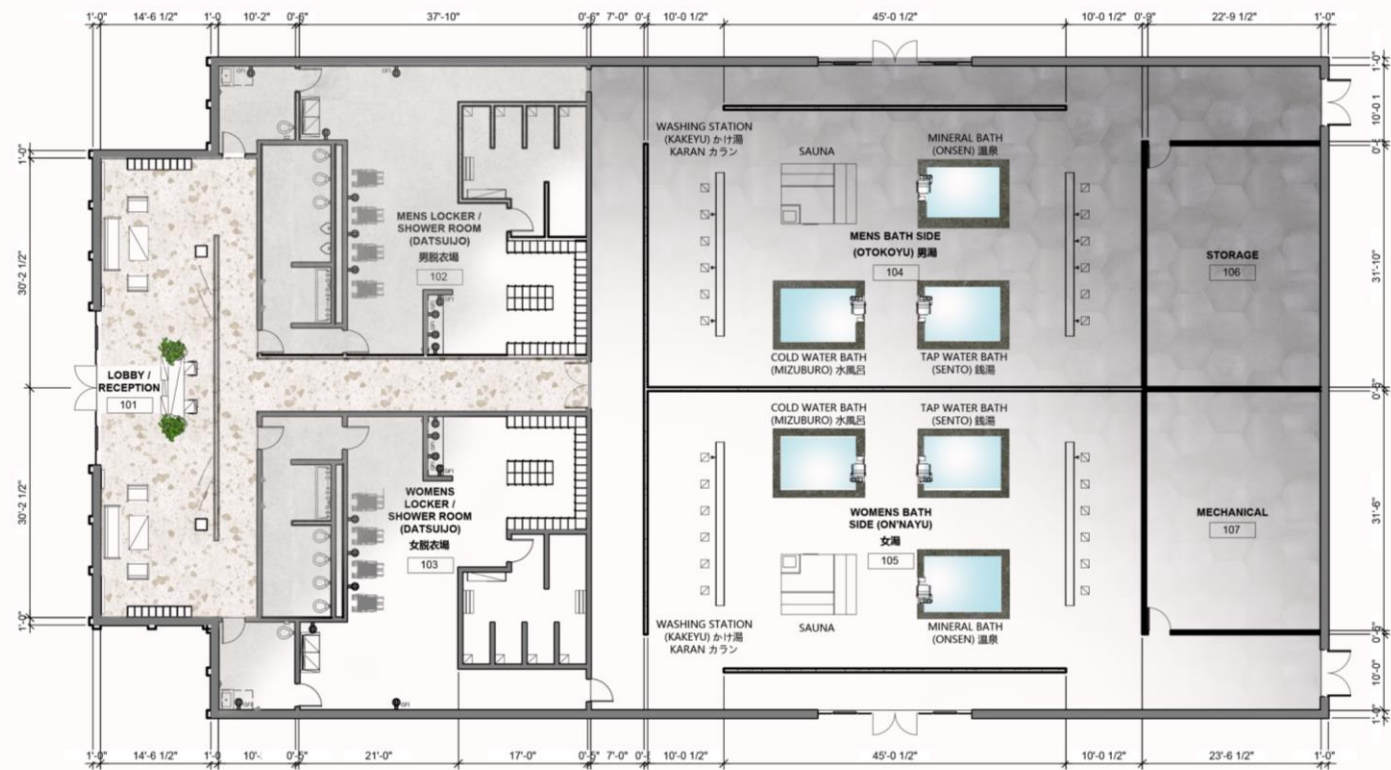 1'-0" 14'-6 1/2" 1'-0 10'-2" 37'-10" 0'-6" 7'-0" 10'-0 1/2" 45'-0 1/2" 10'-0 1/2" 0'-9" 22'-9 1/2" 1'-0"
1'-0"
10'-0 1
1'-0"
30'-2 1/2"
31'-10"
0'-9"
30'-2 1/2"
31'-6"
1'-0"
10'-0"
1'-0"
WASHING STATION
(KAKEYU) かけ湯
KARAN カラン
SAUNA
MINERAL BATH
(ONSEN) 溫泉
MENS LOCKER /
SHOWER ROOM
(DATSUIJO)
男脱衣場
102
MENS BATH SIDE
(OTOKOYU) 男湯
104
STORAGE
106
COLD WATER BATH
(MIZUBURO) 水風呂
TAP WATER BATH
(SENTO) 銭湯
LOBBY /
RECEPTION
101
COLD WATER BATH
(MIZUBURO) 水風呂
TAP WATER BATH
(SENTO) 銭湯
WOMENS
LOCKER /
SHOWER ROOM
(DATSUIJO)
女脱衣場
103
WOMENS BATH
SIDE (ON'NAYU)
女湯
105
MECHANICAL
107
WASHING STATION
(KAKEYU) かけ湯
KARAN カラン
SAUNA
MINERAL BATH
(ONSEN) 溫泉
1'-0" 14'-6 1/2" 1'-0 0'-5" 21'-0" 17'-0" 0'-5" 7'-0" 10'-0 1/2" 45'-0 1/2" 10'-0 1/2" 23'-6 1/2" 1'-0"